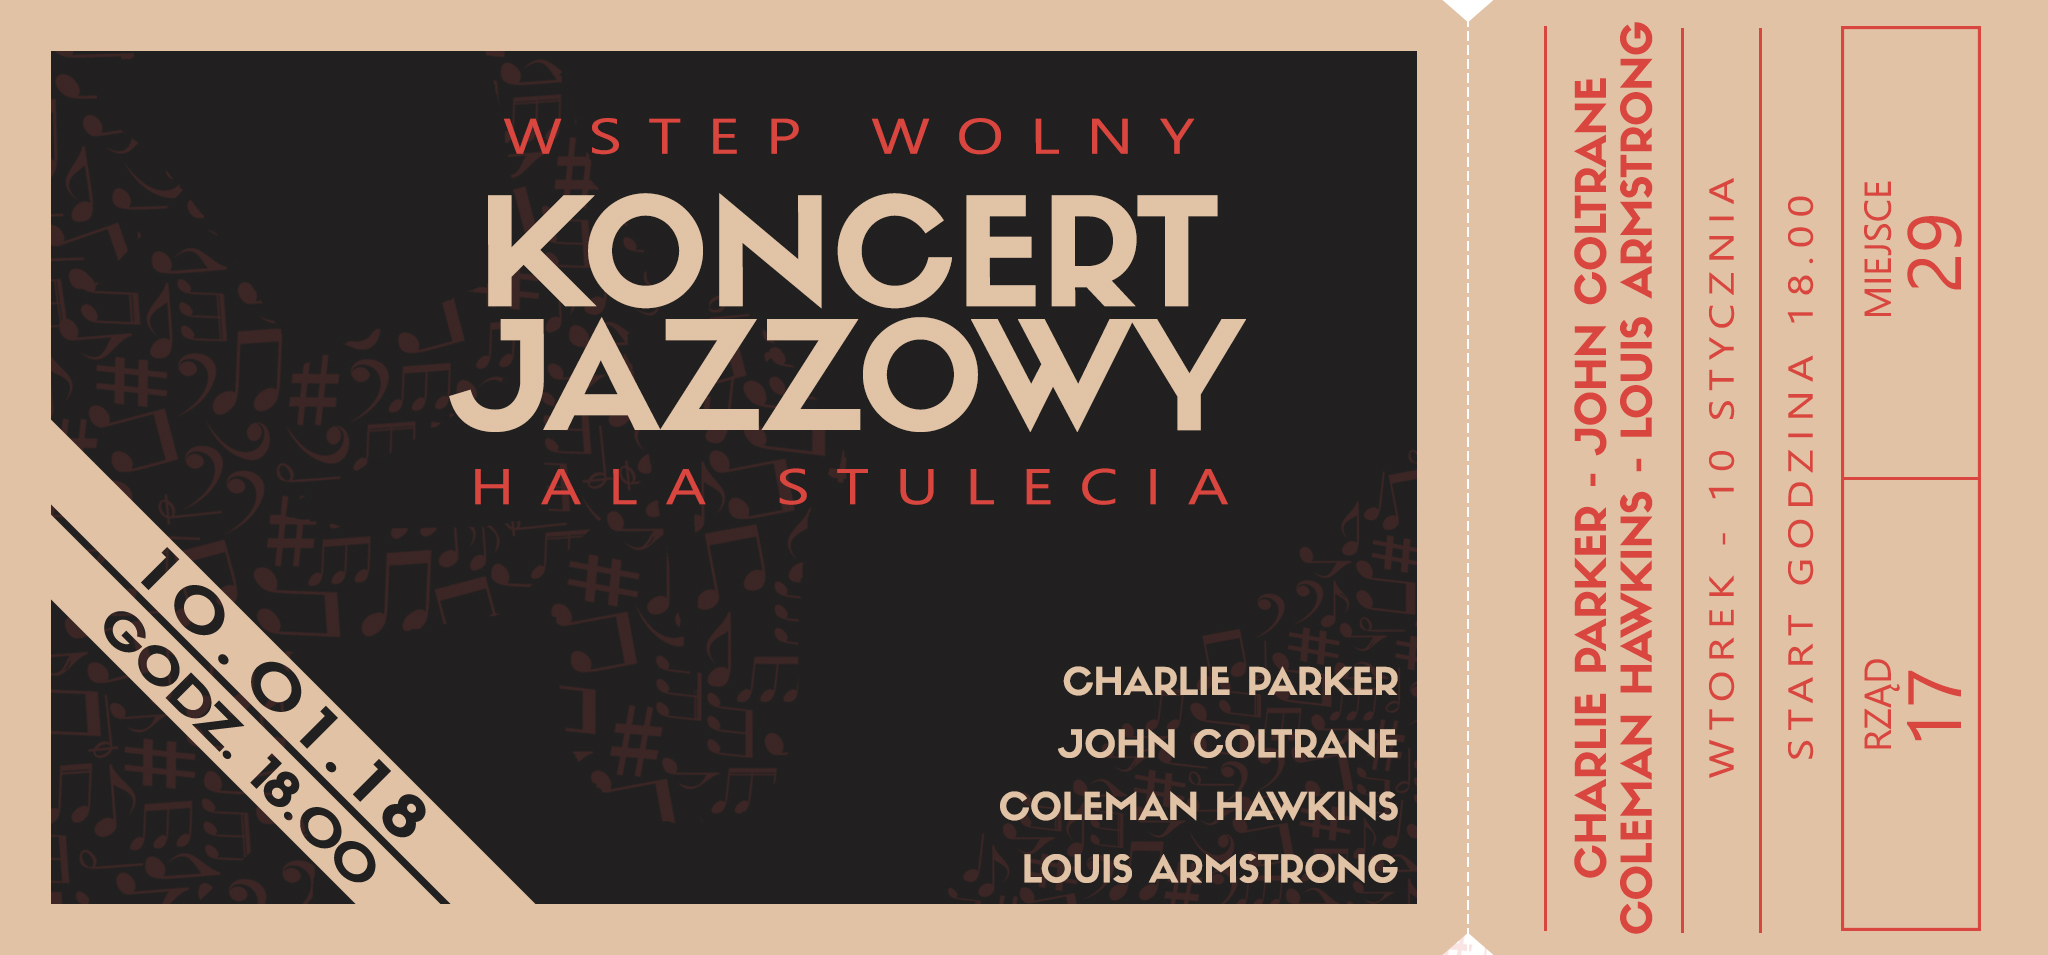 WSTEP WOLNY
KONCERT
JAZZOWY
HALA STULECIA
10.01.18
GODZ. 18.00
CHARLIE PARKER
JOHN COLTRANE
COLEMAN HAWKINS
LOUIS ARMSTRONG
CHARLIE PARKER - JOHN COLTRANE
COLEMAN HAWKINS - LOUIS ARMSTRONG
WTOREK - 10 STYCZNIA
START GODZINA 18.00
RZĄD
17
MIEJSCE
29